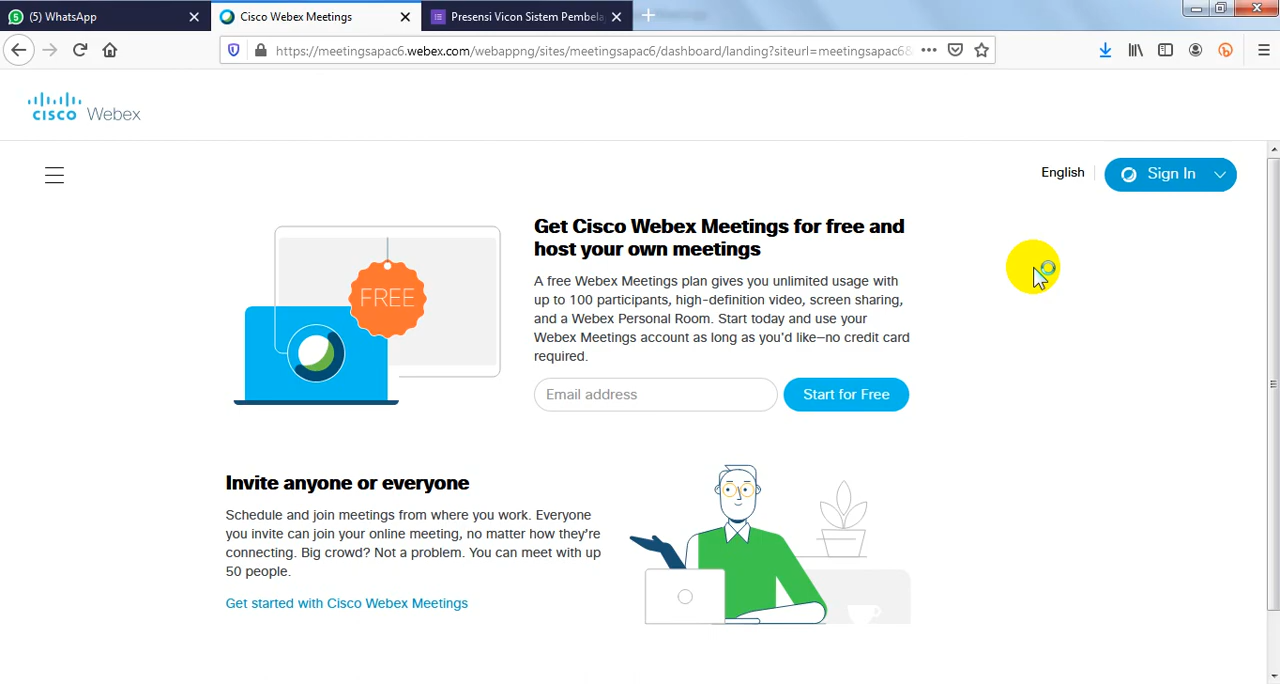 (5) WhatsApp
Cisco Webex Meetings
Presensi Vicon Sistem Pembela
https://meetingsapac6.webex.com/webappng/sites/meetingsapac6/dashboard/landing?siteurl=meetingsapac6&
CISCO Webex
English
Sign In
Get Cisco Webex Meetings for free and
host your own meetings
FREE
A free Webex Meetings plan gives you unlimited usage with
up to 100 participants, high-definition video, screen sharing,
and a Webex Personal Room. Start today and use your
Webex Meetings account as long as you'd like—no credit card
required.
Email address
Start for Free
Invite anyone or everyone
Schedule and join meetings from where you work. Everyone
you invite can join your online meeting, no matter how they're
connecting. Big crowd? Not a problem. You can meet with up
50 people.
Get started with Cisco Webex Meetings